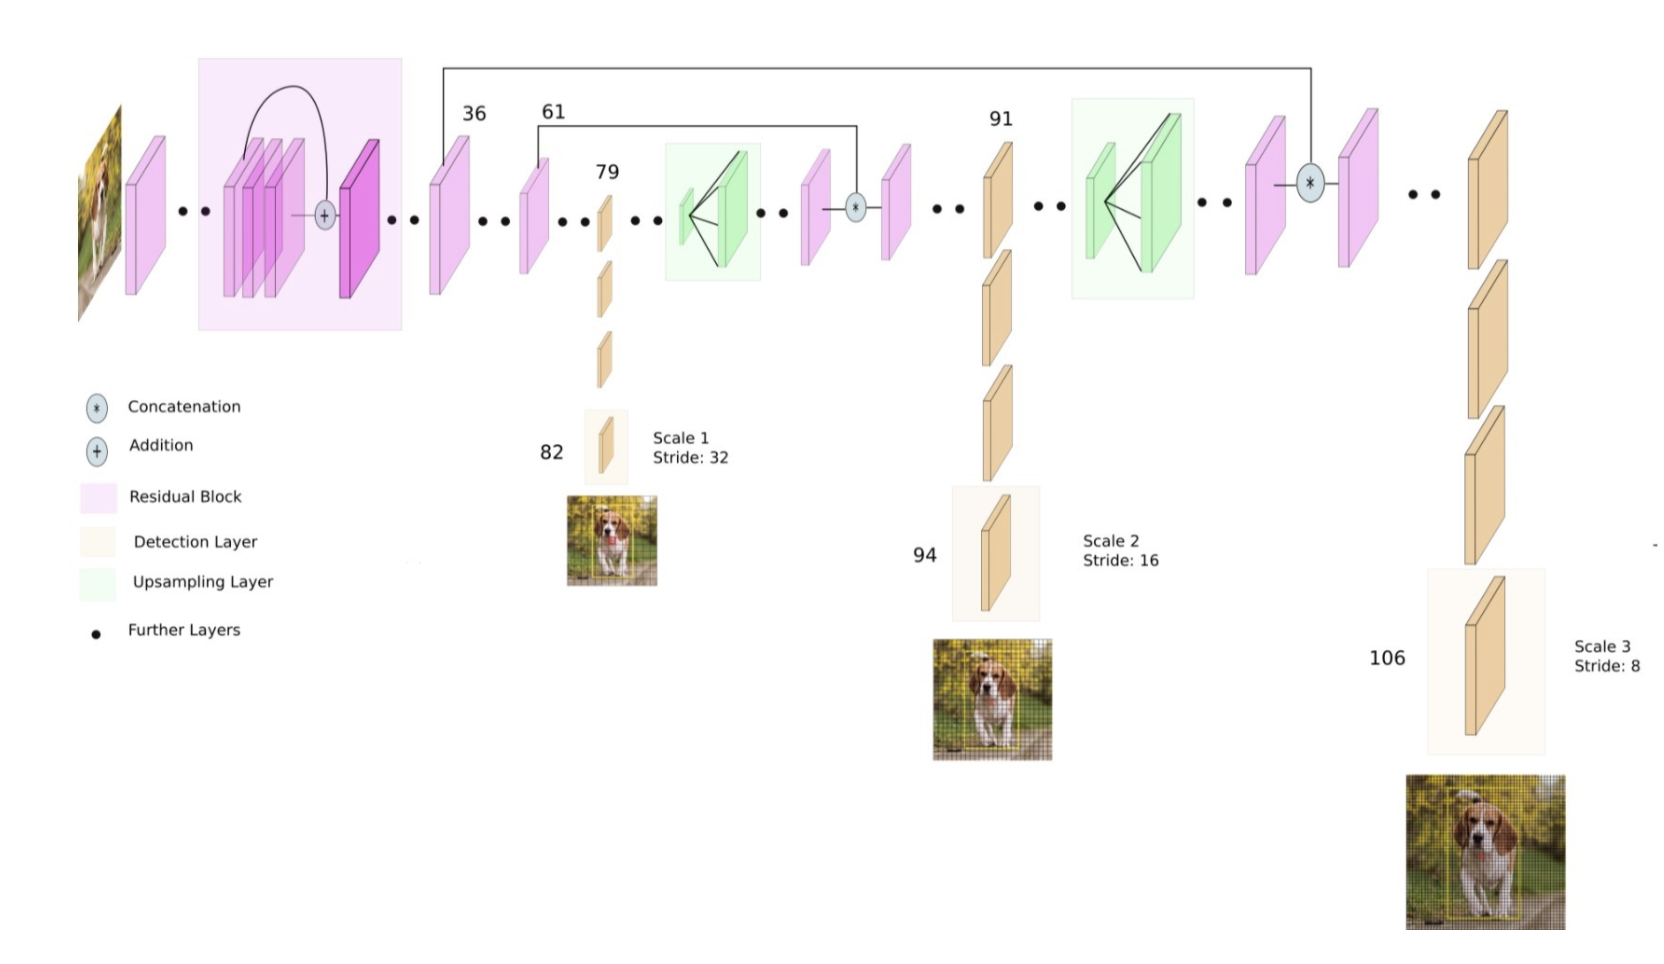 36
61
91
79
Concatenation
Addition
Residual Block
Detection Layer
Upsampling Layer
Further Layers
82
Scale 1
Stride: 32
94
Scale 2
Stride: 16
106
Scale 3
Stride: 8